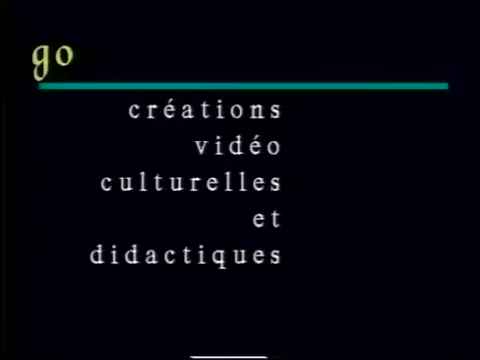 go
créations
vidéo
culturelles
et
didactiques